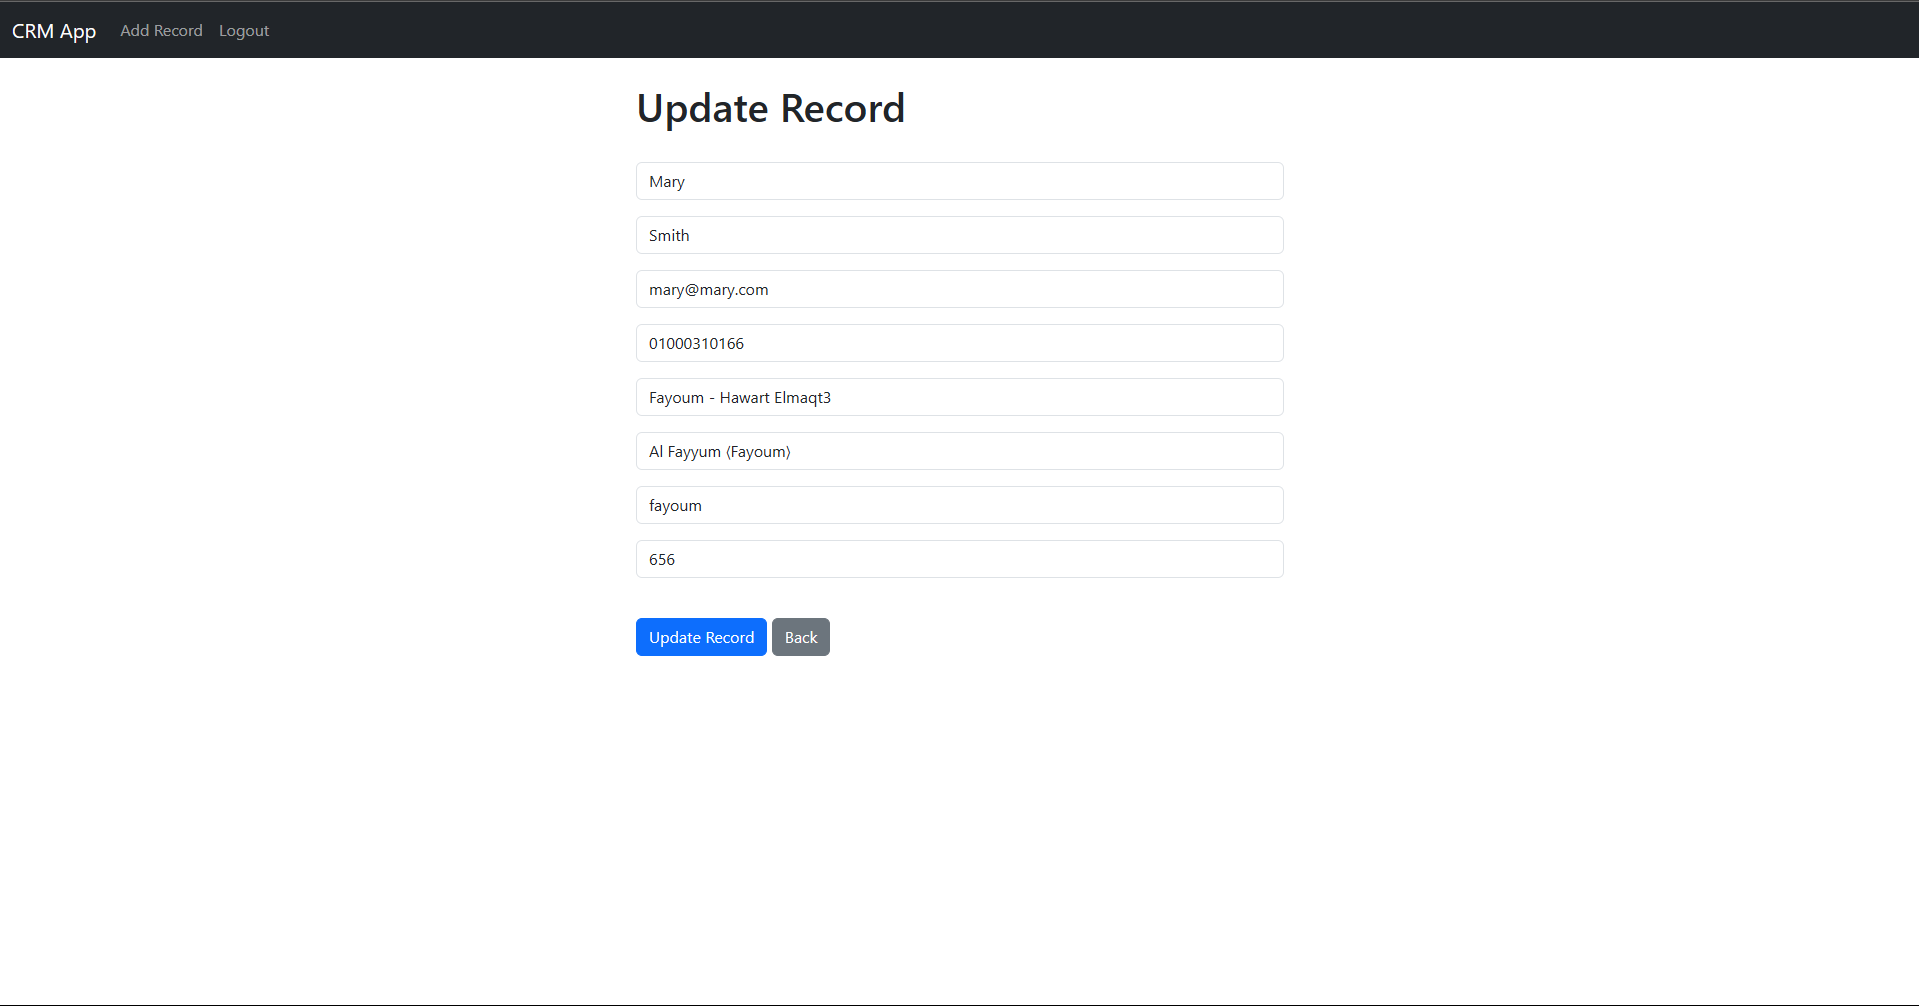 CRM App Add Record Logout
Update Record
Mary
Smith
mary@mary.com
01000310166
Fayoum - Hawart Elmaqt3
Al Fayyum (Fayoum)
fayoum
656
Update Record Back